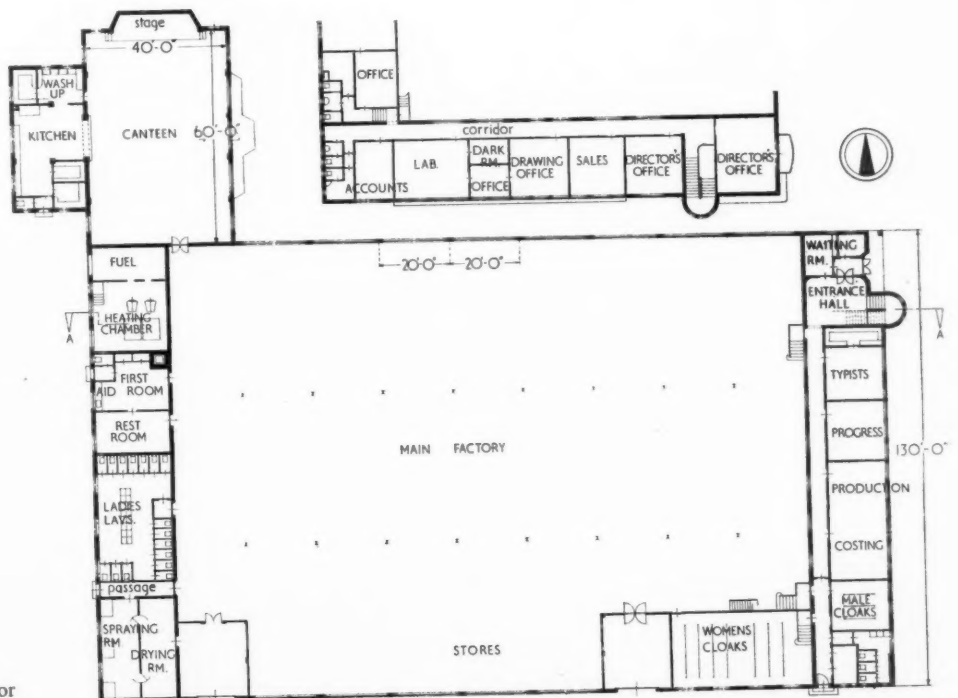 stage
40'-0"
WASH
UP
KITCHEN
CANTEEN
60'-0"
OFFICE
corridor
ACCOUNTS
LAB.
DARK
RM.
OFFICE
DRAWING
OFFICE
SALES
DIRECTOR'S
OFFICE
DIRECTOR'S
OFFICE
FUEL
HEATING
CHAMBER
A
20'-0"
20'-0"
WAITING
RM.
ENTRANCE
HALL
A
FIRST
AID ROOM
REST
ROOM
TYPISTS
PROGRESS
MAIN FACTORY
130'-0"
LADIES
LAVS.
PRODUCTION
COSTING
passage
MALE
CLOAKS
SPRAYING
RM.
DRYING
RM.
STORES
WOMENS
CLOAKS
or